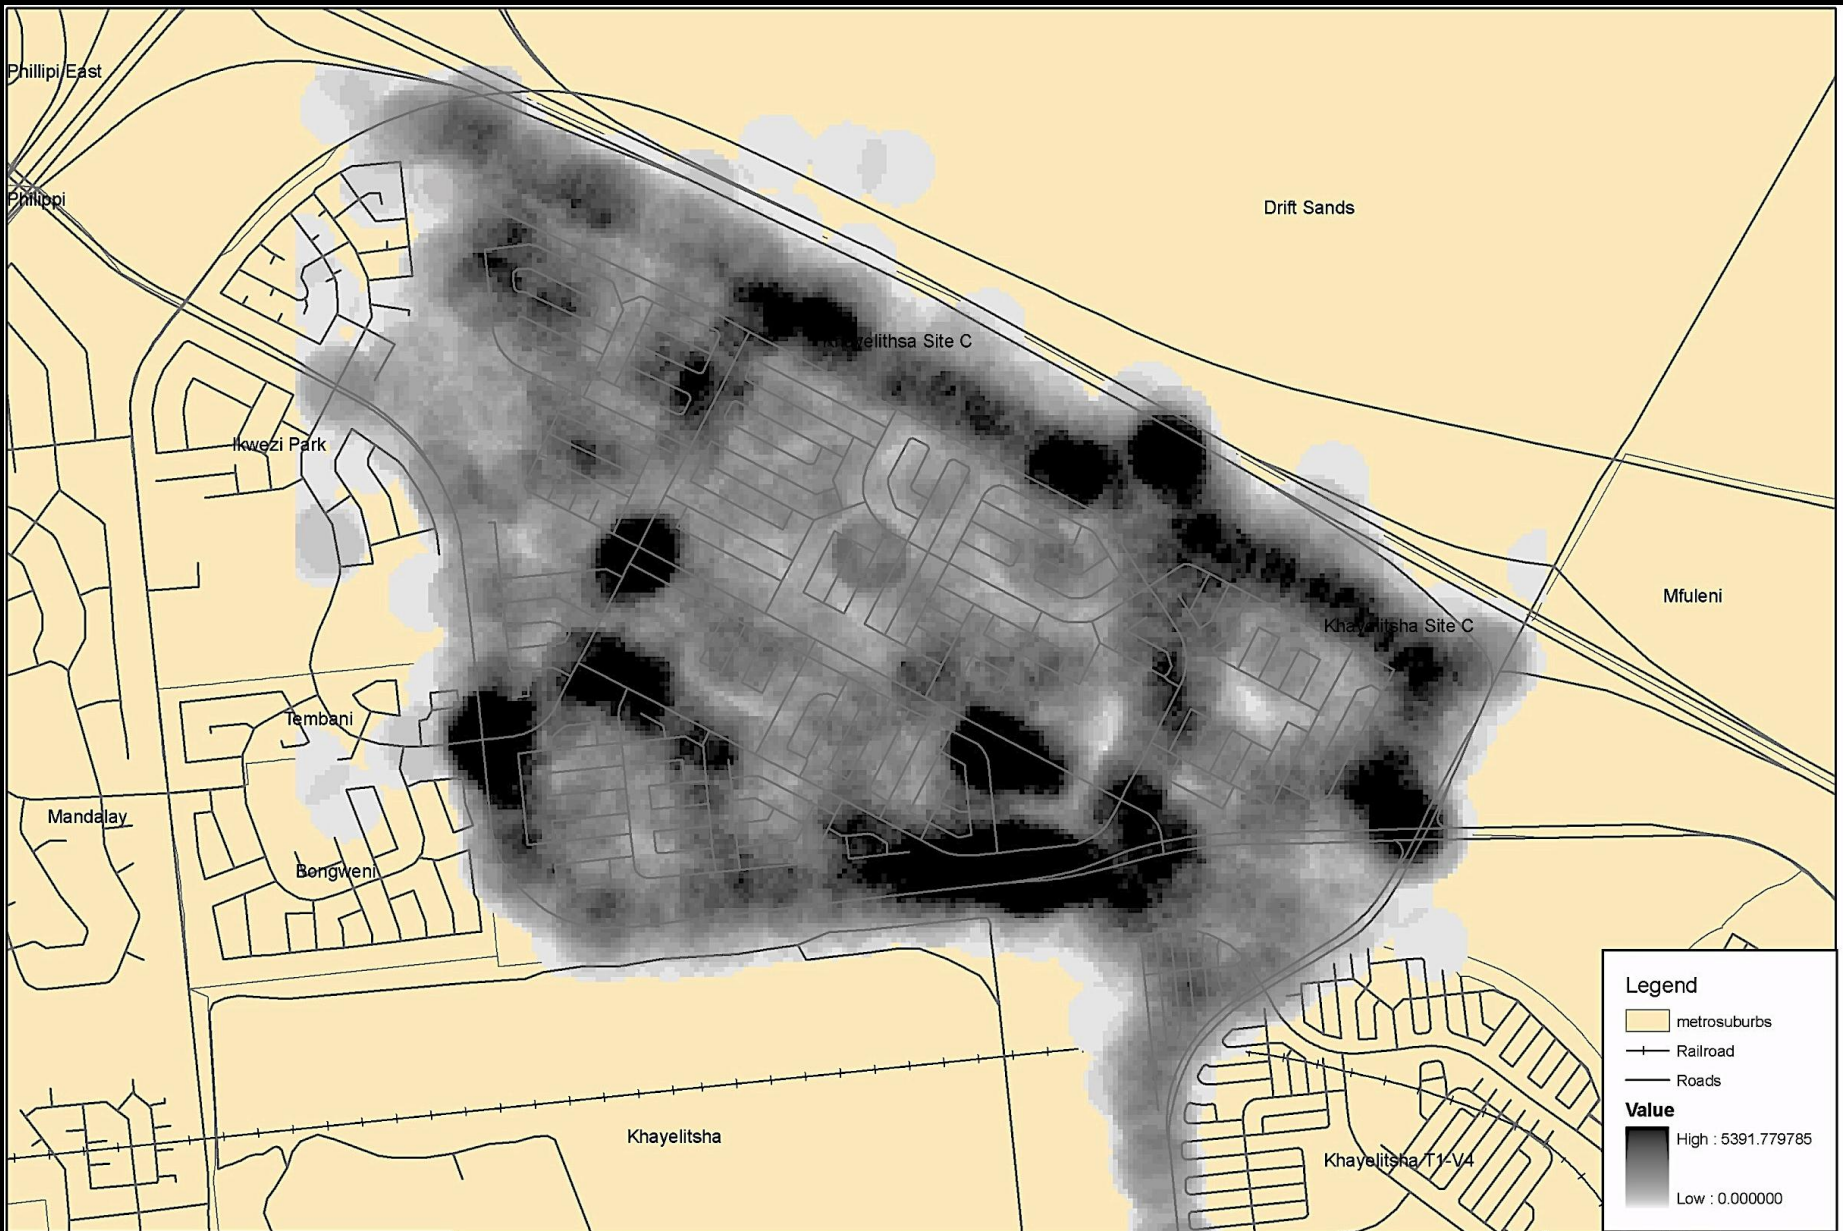 Phillipi East
Philippi
Drift Sands
Khayelithsa Site C
Ikwezi Park
Mfuleni
Khayelitsha Site C
Tembani
Mandalay
Bongweni
Khayelitsha
Khayelitsha T1-V4
Legend
metrosuburbs
Railroad
Roads
Value
High : 5391.779785
Low : 0.000000